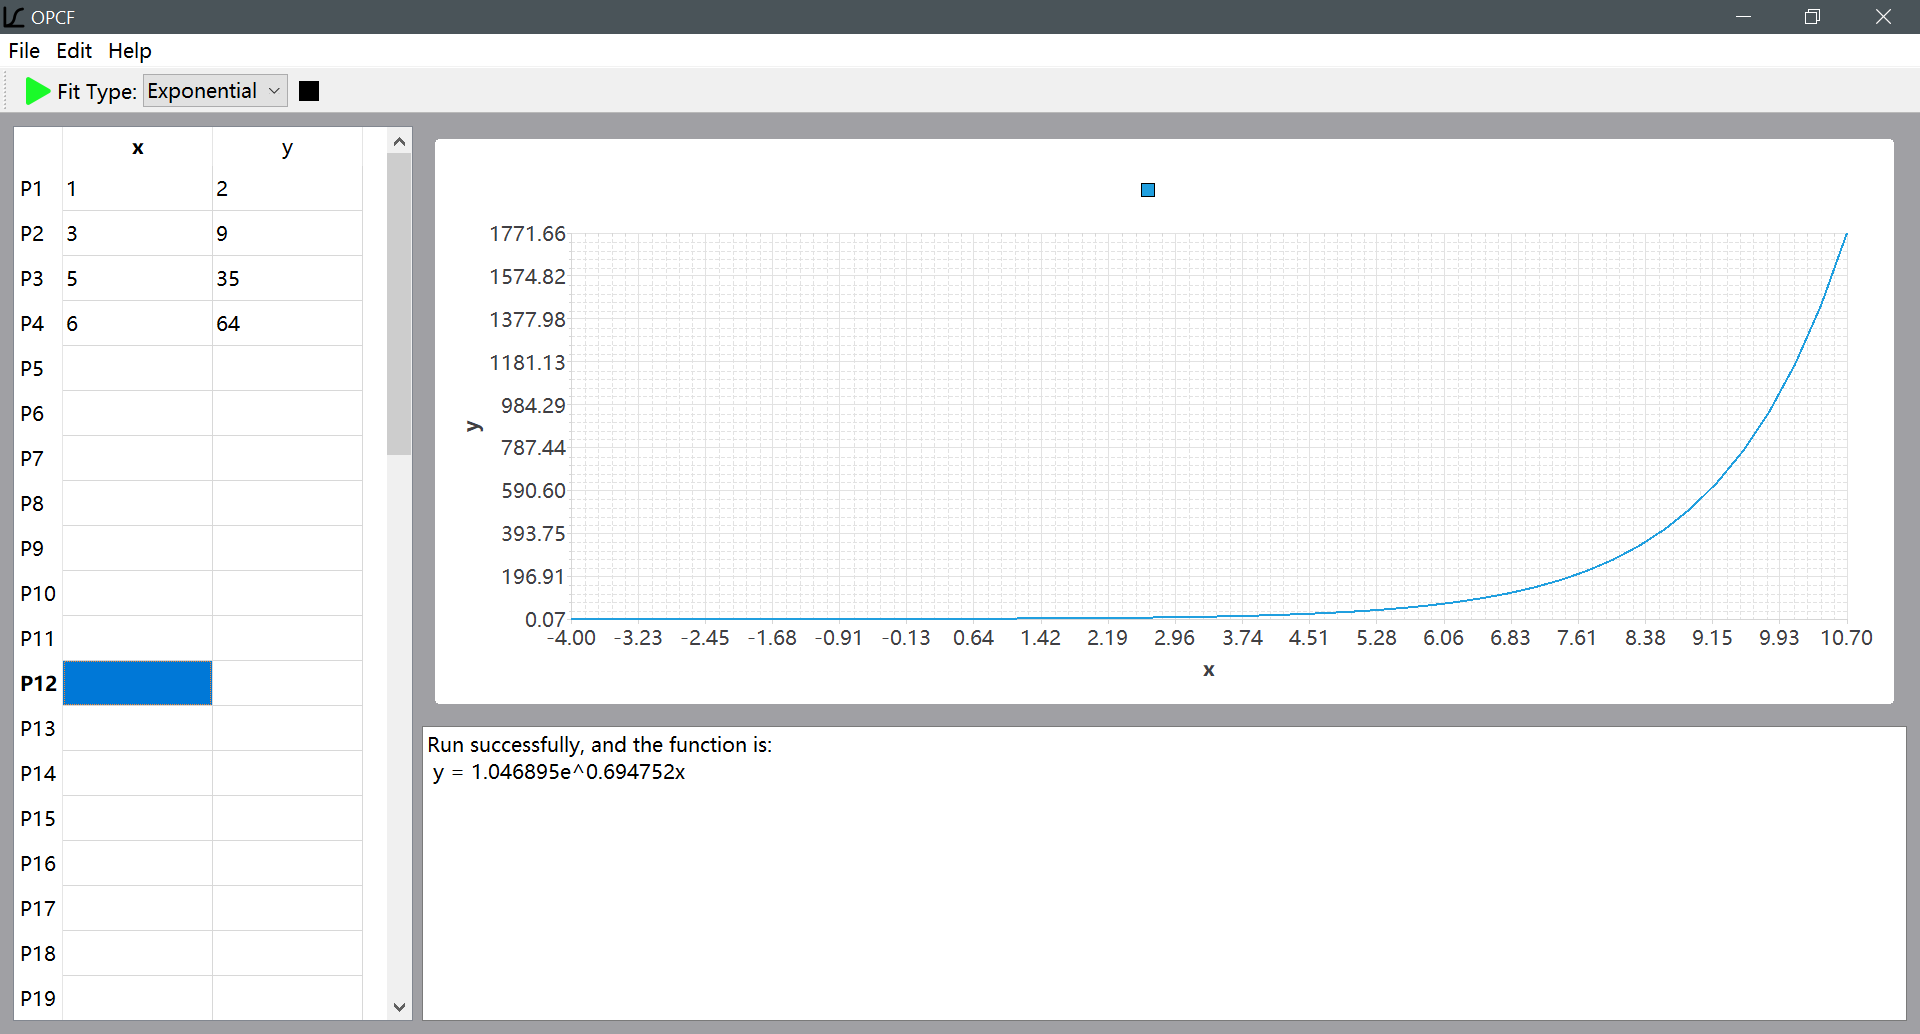 OPCF
File Edit Help
Fit Type: Exponential
x y
P1 1 2
P2 3 9
P3 5 35
P4 6 64
P5
P6
P7
P8
P9
P10
P11
P12
P13
P14
P15
P16
P17
P18
P19
1771.66
1574.82
1377.98
1181.13
984.29
787.44
590.60
393.75
196.91
0.07
y
-4.00 -3.23 -2.45 -1.68 -0.91 -0.13 0.64 1.42 2.19 2.96 3.74 4.51 5.28 6.06 6.83 7.61 8.38 9.15 9.93 10.70
x
Run successfully, and the function is:
y = 1.046895e^0.694752x